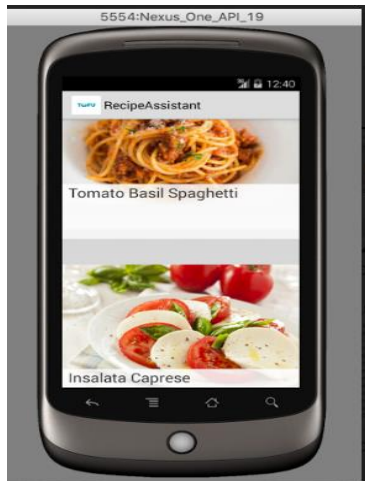 5554:Nexus_One_API_19
12:40
RecipeAssistant
Tomato Basil Spaghetti
Insalata Caprese